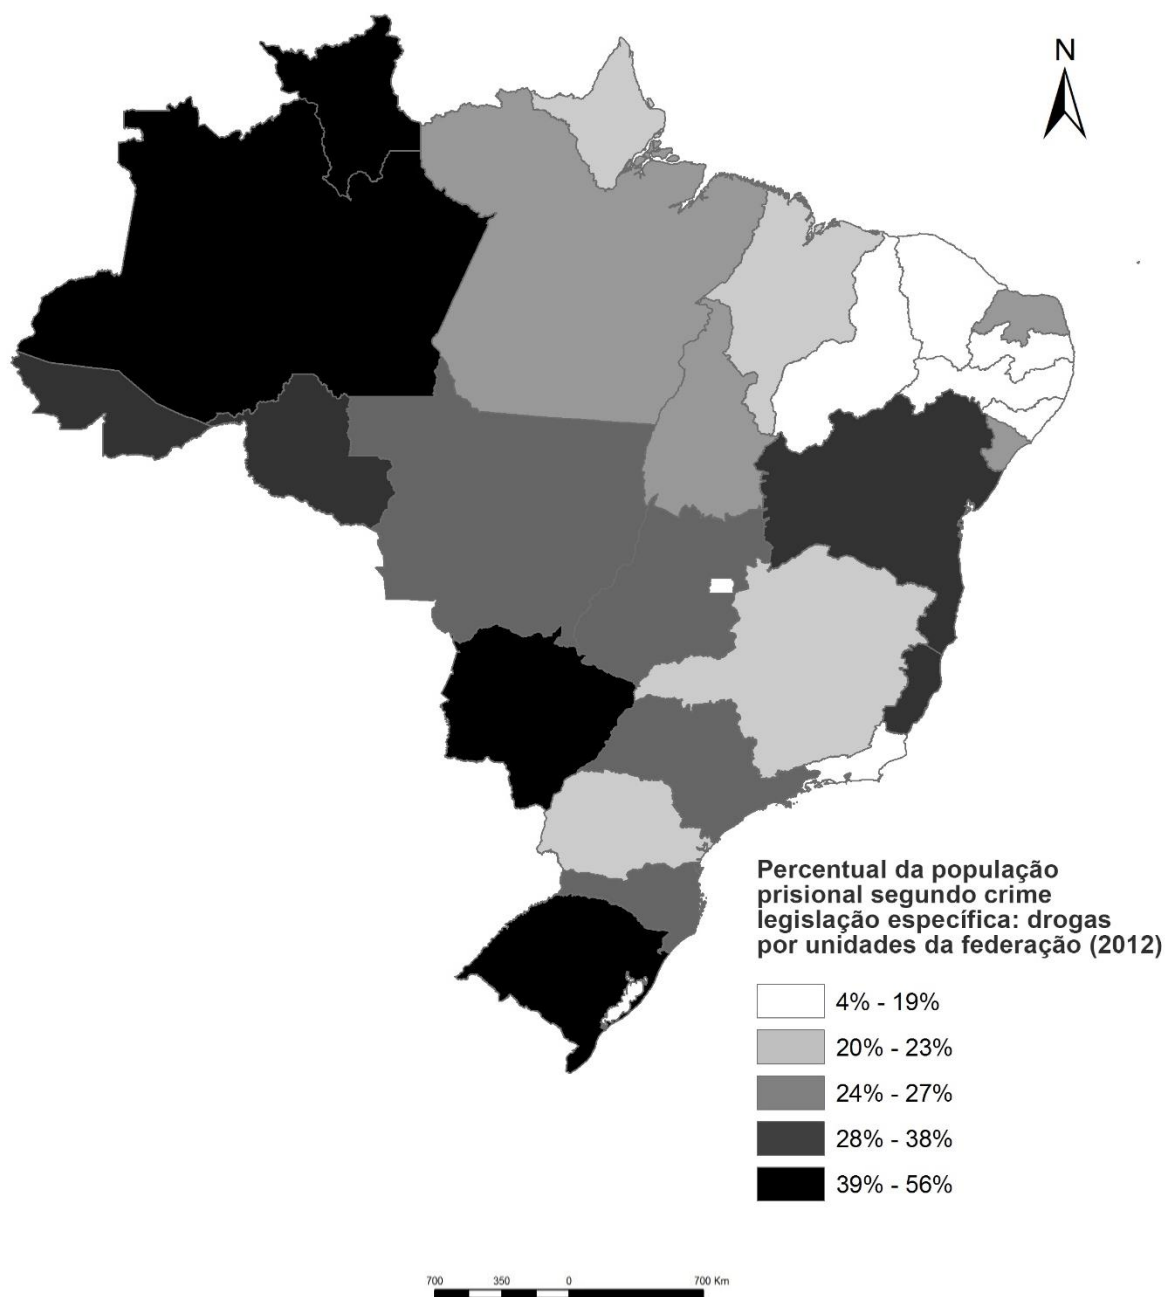 N
Percentual da população
prisional segundo crime
legislação específica: drogas
por unidades da federação (2012)
4% - 19%
20% - 23%
24% - 27%
28% - 38%
39% - 56%
700 350 0 700 Km